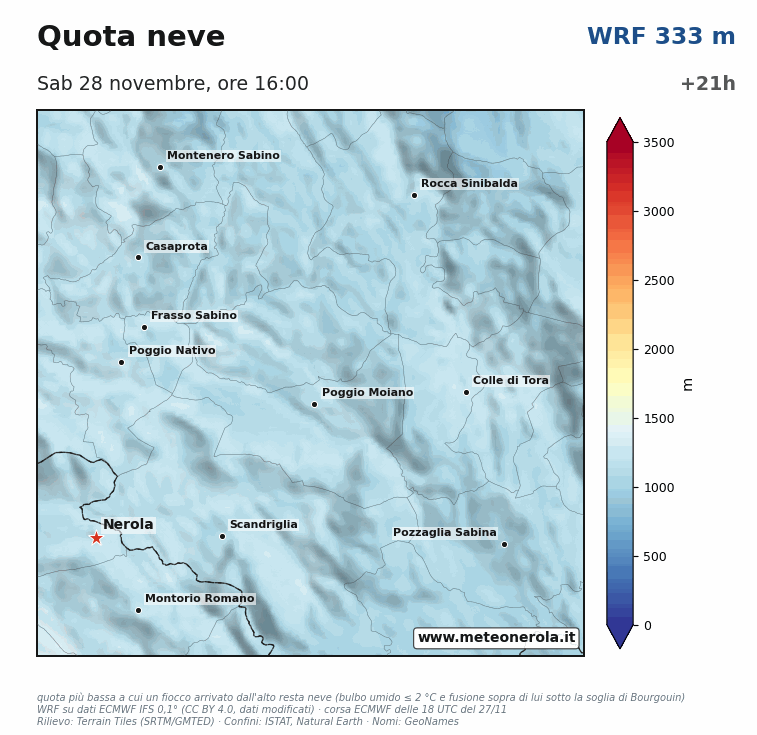 Quota neve
WRF 333 m
Sab 28 novembre, ore 16:00
+21h
Montenero Sabino
Rocca Sinibalda
Casaprota
Frasso Sabino
Poggio Nativo
Poggio Moiano
Colle di Tora
Nerola
Scandriglia
Pozzaglia Sabina
Montorio Romano
www.meteonerola.it
3500
3000
2500
2000
1500
1000
500
0
m
quota più bassa a cui un fiocco arrivato dall'alto resta neve (bulbo umido ≤ 2 °C e fusione sopra di lui sotto la soglia di Bourgouin)
WRF su dati ECMWF IFS 0,1° (CC BY 4.0, dati modificati) · corsa ECMWF delle 18 UTC del 27/11
Rilievo: Terrain Tiles (SRTM/GMTED) · Confini: ISTAT, Natural Earth · Nomi: GeoNames